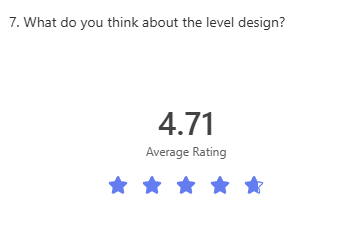 7. What do you think about the level design?
4.71
Average Rating